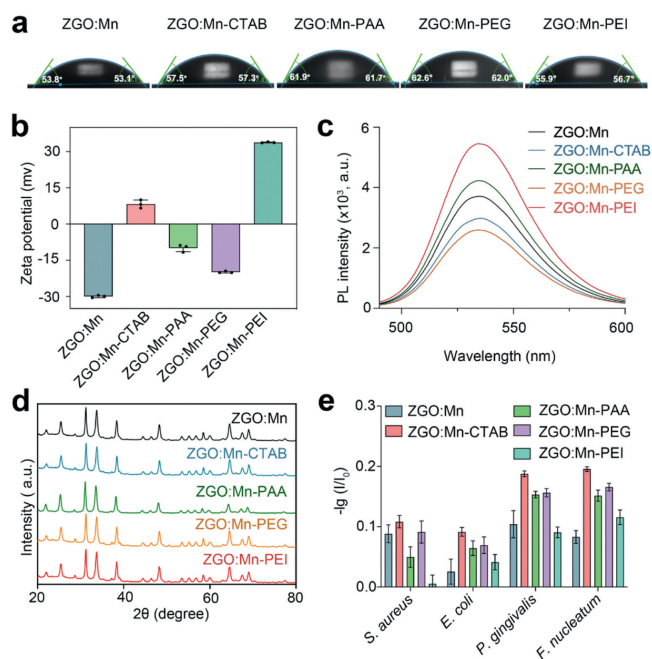 a
ZGO:Mn ZGO:Mn-CTAB ZGO:Mn-PAA ZGO:Mn-PEG ZGO:Mn-PEI
53.8° 53.1° 57.5° 57.3° 61.9° 61.7° 62.6° 62.0° 55.9° 56.7°
b
Zeta potential (mv)
30
15
0
-15
-30
ZGO:Mn
ZGO:Mn-CTAB
ZGO:Mn-PAA
ZGO:Mn-PEG
ZGO:Mn-PEI
c
PL intensity (x10³, a.u.)
6
4
2
0
ZGO:Mn
ZGO:Mn-CTAB
ZGO:Mn-PAA
ZGO:Mn-PEG
ZGO:Mn-PEI
500 550 600
Wavelength (nm)
d
Intensity ( a.u.)
ZGO:Mn
ZGO:Mn-CTAB
ZGO:Mn-PAA
ZGO:Mn-PEG
ZGO:Mn-PEI
20 40 60 80
2θ (degree)
e
-lg (I/I₀)
-0.3
-0.2
0.1
0.0
ZGO:Mn
ZGO:Mn-CTAB
ZGO:Mn-PAA
ZGO:Mn-PEG
ZGO:Mn-PEI
S. aureus
E. coli
P. gingivalis
F. nucleatum